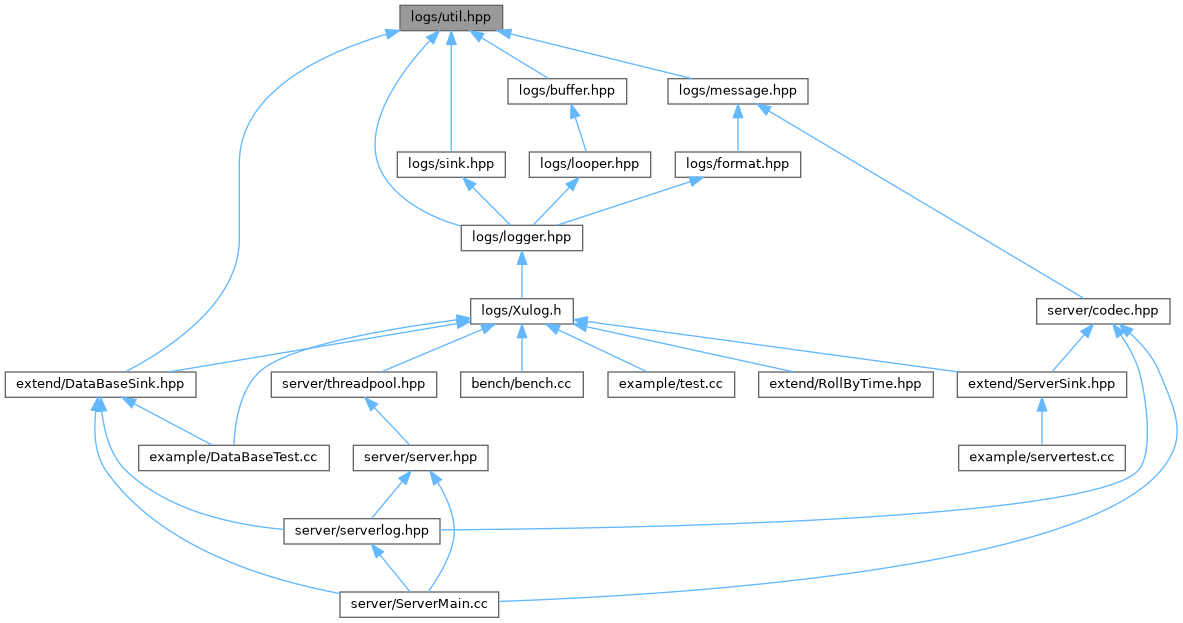 logs/util.hpp
logs/buffer.hpp
logs/message.hpp
logs/sink.hpp
logs/looper.hpp
logs/format.hpp
logs/logger.hpp
logs/Xulog.h
server/codec.hpp
extend/DataBaseSink.hpp
server/threadpool.hpp
bench/bench.cc
example/test.cc
extend/RollByTime.hpp
extend/ServerSink.hpp
example/DataBaseTest.cc
server/server.hpp
example/servertest.cc
server/serverlog.hpp
server/ServerMain.cc